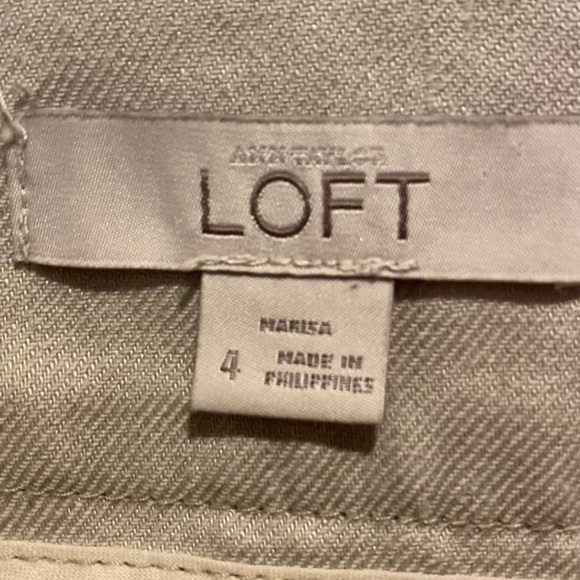 ANN TAYLOR
LOFT
MARISA
4 MADE IN
PHILIPPINES